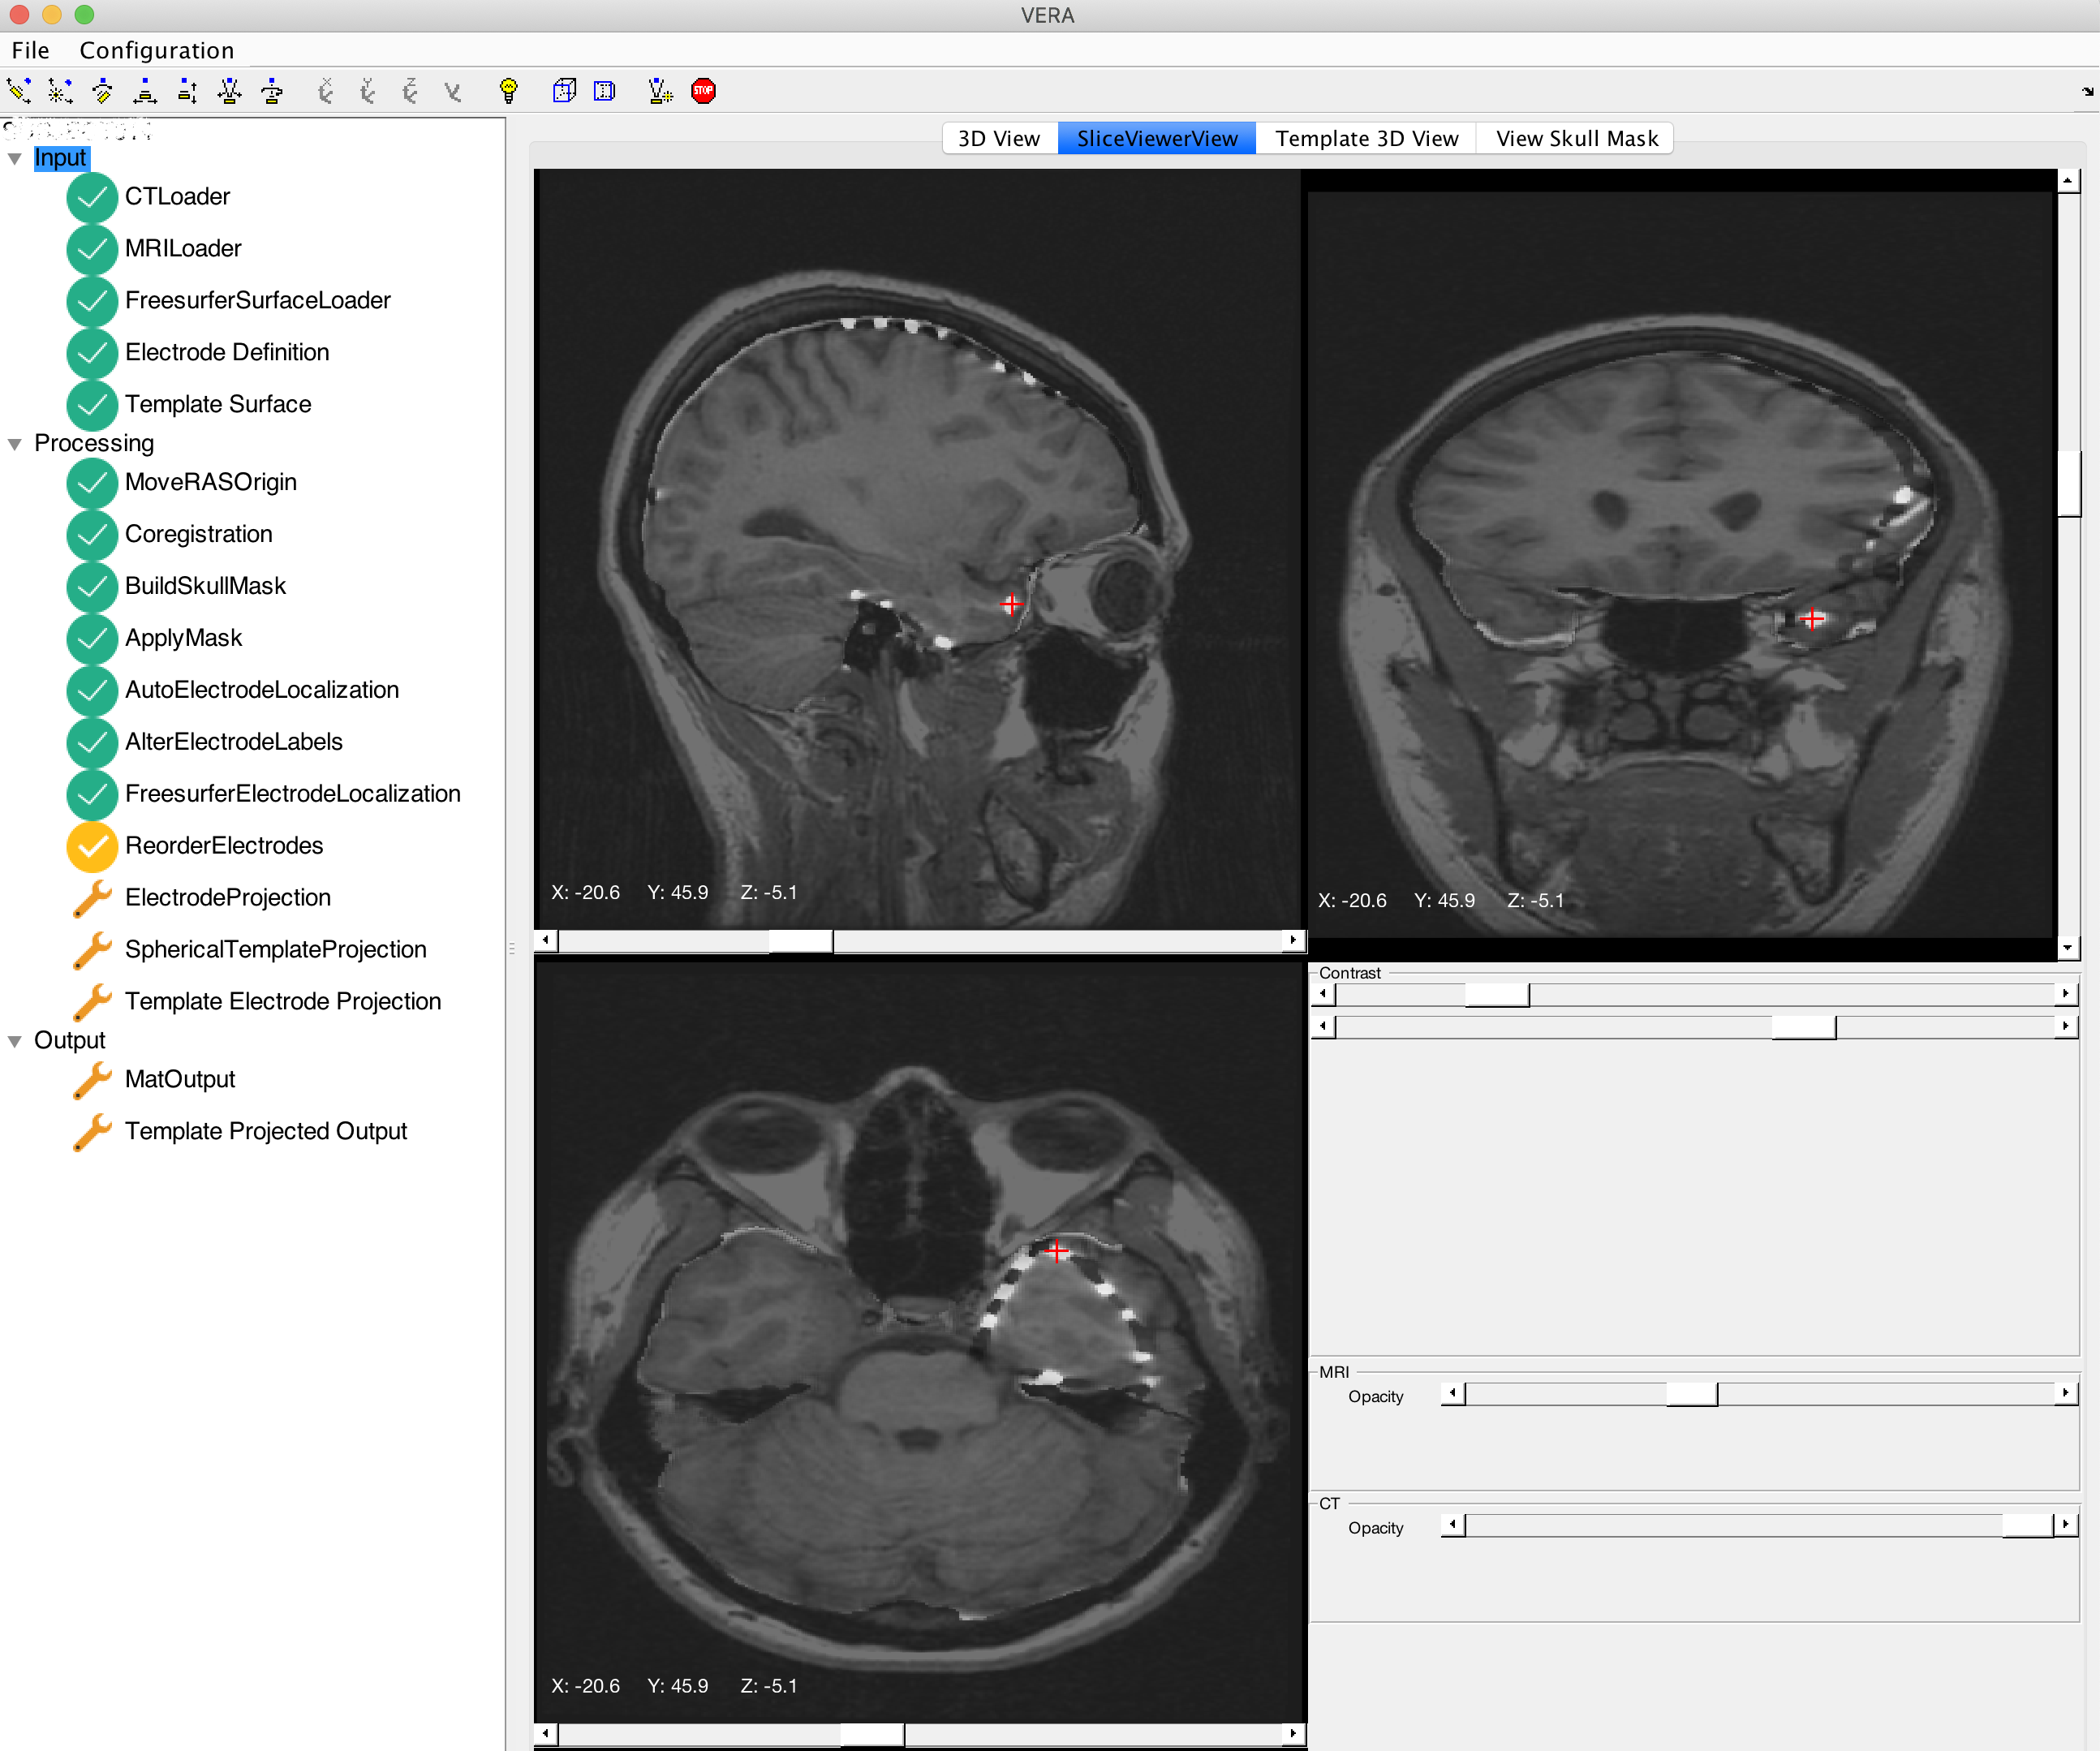 VERA
File Configuration
X Y Z
STOP
Input
CTLoader
MRILoader
FreesurferSurfaceLoader
Electrode Definition
Template Surface
Processing
MoveRASOrigin
Coregistration
BuildSkullMask
ApplyMask
AutoElectrodeLocalization
AlterElectrodeLabels
FreesurferElectrodeLocalization
ReorderElectrodes
ElectrodeProjection
SphericalTemplateProjection
Template Electrode Projection
Output
MatOutput
Template Projected Output
3D View SliceViewerView Template 3D View View Skull Mask
X: -20.6 Y: 45.9 Z: -5.1
X: -20.6 Y: 45.9 Z: -5.1
X: -20.6 Y: 45.9 Z: -5.1
Contrast
MRI
Opacity
CT
Opacity